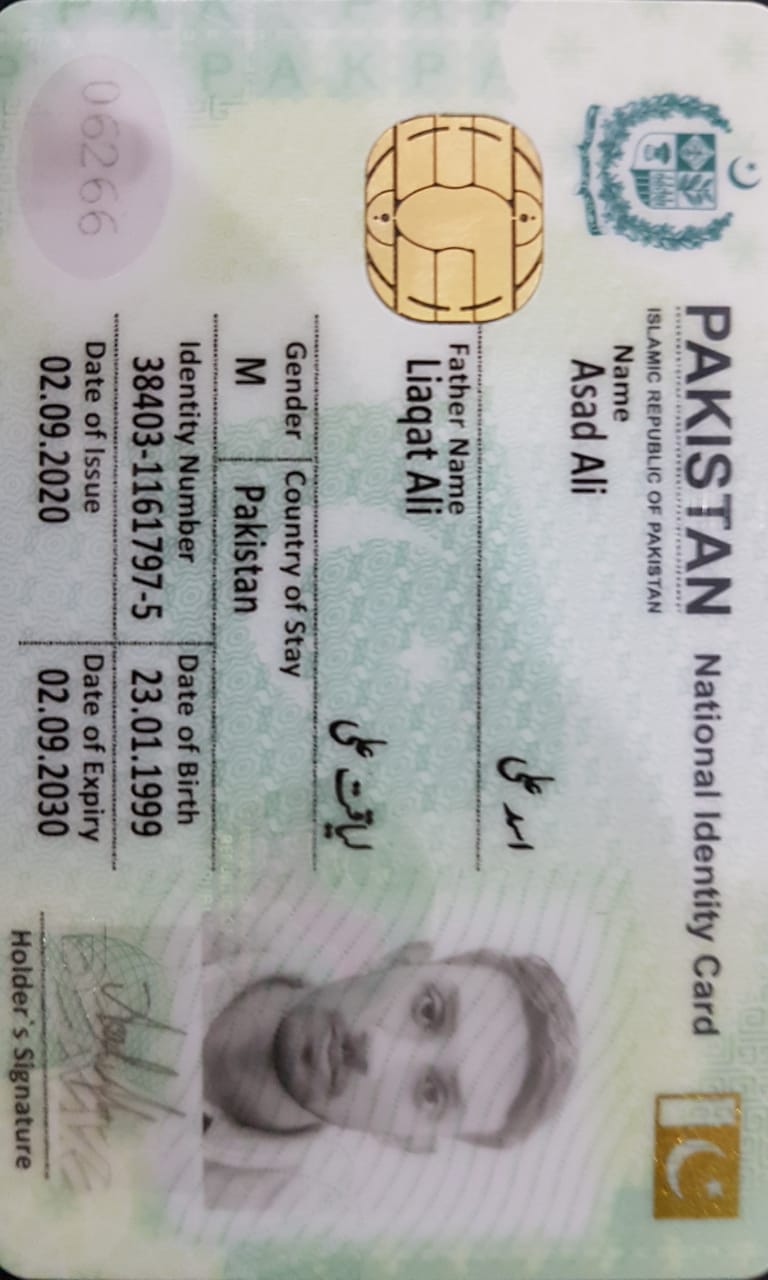 PAKISTAN National Identity Card
ISLAMIC REPUBLIC OF PAKISTAN
Name
Asad Ali
اسد علی
Father Name
Liaqat Ali
لیاقت علی
Gender Country of Stay
M Pakistan
Identity Number Date of Birth
38403-1161797-5 23.01.1999
Date of Issue Date of Expiry
02.09.2020 02.09.2030
Holder's Signature
06266